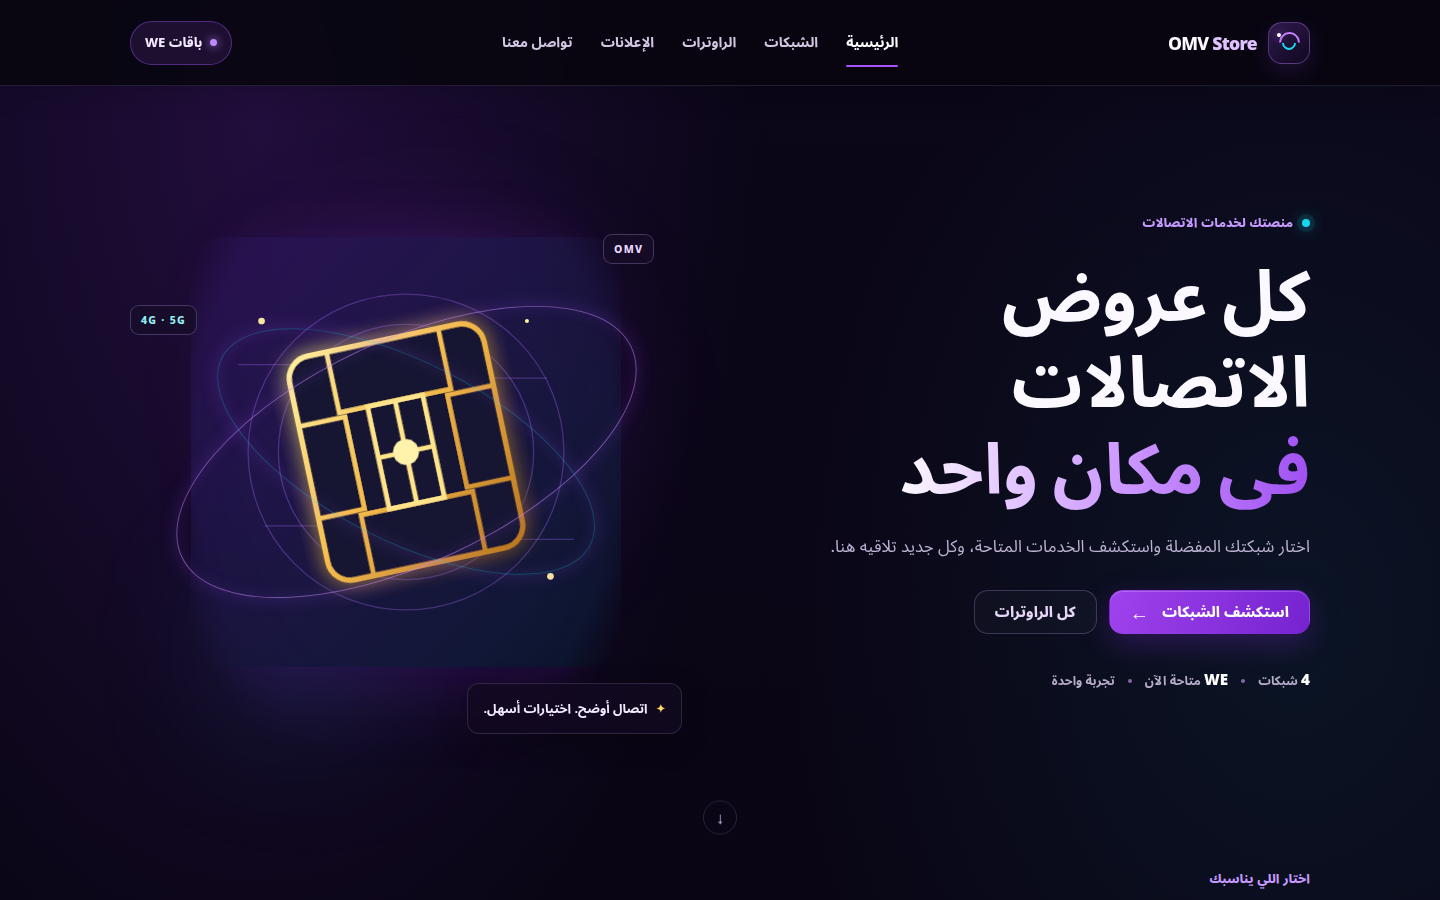 OMV Store
الرئيسية
الشبكات
الراوترات
الإعلانات
تواصل معنا
باقات WE
منصتك لخدمات الاتصالات
كل عروض
الاتصالات
في مكان واحد
اختار شبكتك المفضلة واستكشف الخدمات المتاحة، وكل جديد تلاقيه هنا.
استكشف الشبكات ←
كل الراوترات
4 شبكات • WE متاحة الآن • تجربة واحدة
OMV
4G · 5G
✦ اتصال أوضح. اختيارات أسهل.
↓
اختار اللي يناسبك